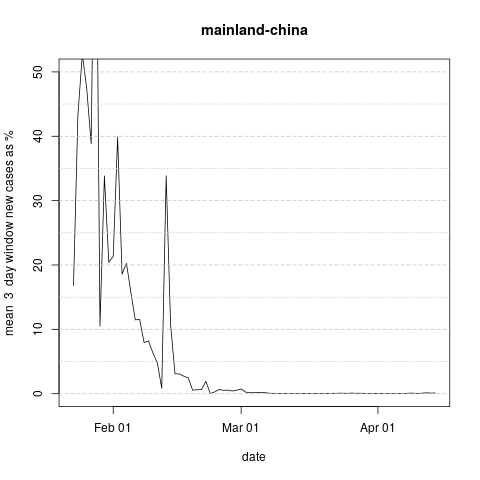 mainland-china
mean 3 day window new cases as %
50
40
30
20
10
0
Feb 01
Mar 01
Apr 01
date